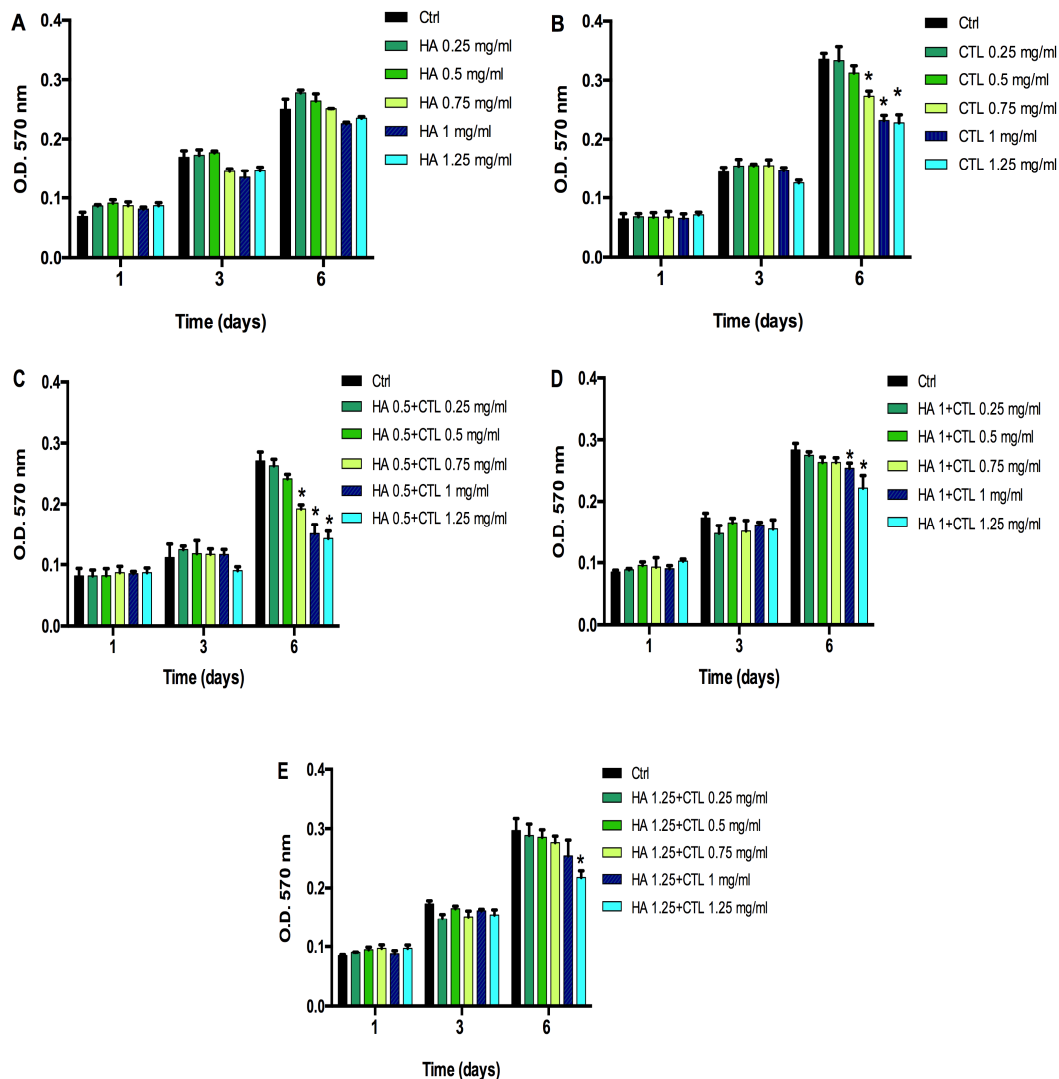 A
O.D. 570 nm
0.4
0.3
0.2
0.1
0.0
1
3
6
Time (days)
Ctrl
HA 0.25 mg/ml
HA 0.5 mg/ml
HA 0.75 mg/ml
HA 1 mg/ml
HA 1.25 mg/ml
B
O.D. 570 nm
0.4
0.3
0.2
0.1
0.0
*
*
*
1
3
6
Time (days)
Ctrl
CTL 0.25 mg/ml
CTL 0.5 mg/ml
CTL 0.75 mg/ml
CTL 1 mg/ml
CTL 1.25 mg/ml
C
O.D. 570 nm
0.4
0.3
0.2
0.1
0.0
*
*
*
1
3
6
Time (days)
Ctrl
HA 0.5+CTL 0.25 mg/ml
HA 0.5+CTL 0.5 mg/ml
HA 0.5+CTL 0.75 mg/ml
HA 0.5+CTL 1 mg/ml
HA 0.5+CTL 1.25 mg/ml
D
O.D. 570 nm
0.4
0.3
0.2
0.1
0.0
*
*
1
3
6
Time (days)
Ctrl
HA 1+CTL 0.25 mg/ml
HA 1+CTL 0.5 mg/ml
HA 1+CTL 0.75 mg/ml
HA 1+CTL 1 mg/ml
HA 1+CTL 1.25 mg/ml
E
O.D. 570 nm
0.4
0.3
0.2
0.1
0.0
*
1
3
6
Time (days)
Ctrl
HA 1.25+CTL 0.25 mg/ml
HA 1.25+CTL 0.5 mg/ml
HA 1.25+CTL 0.75 mg/ml
HA 1.25+CTL 1 mg/ml
HA 1.25+CTL 1.25 mg/ml